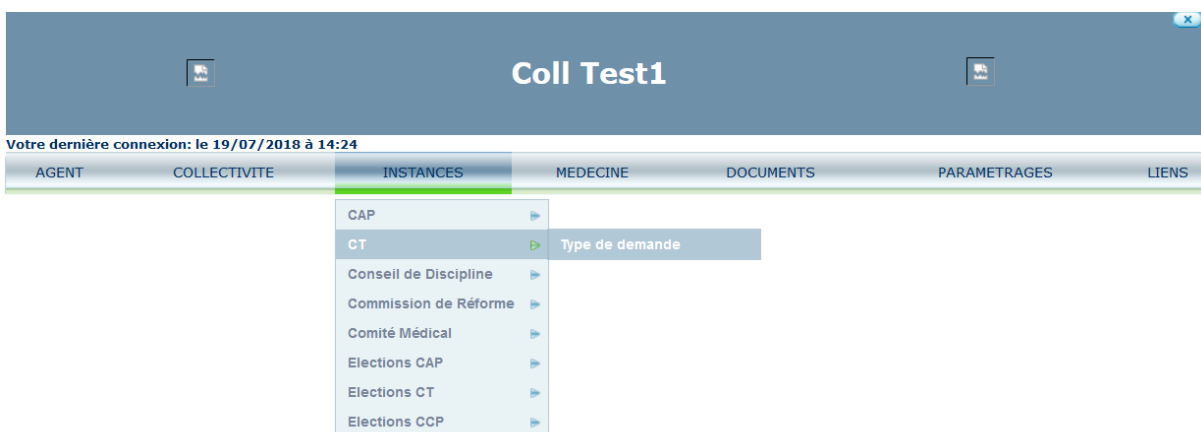 Coll Test1
Votre dernière connexion: le 19/07/2018 à 14:24
AGENT COLLECTIVITE INSTANCES MEDECINE DOCUMENTS PARAMETRAGES LIENS
CAP
CT Type de demande
Conseil de Discipline
Commission de Réforme
Comité Médical
Elections CAP
Elections CT
Elections CCP